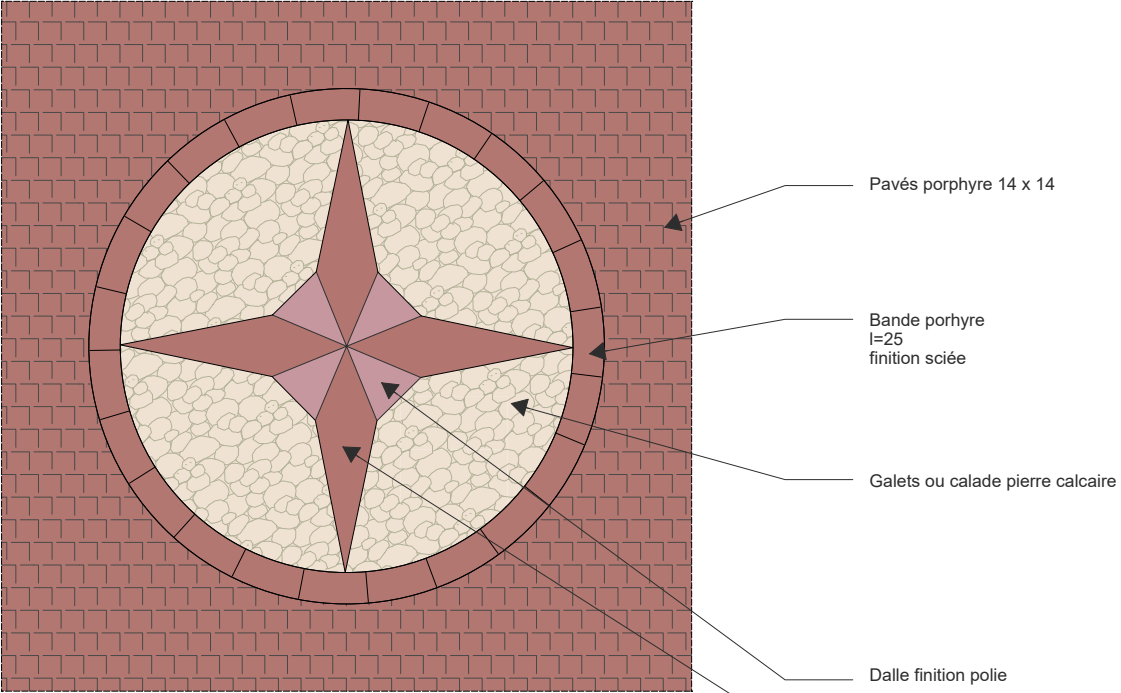 Pavés porphyre 14 x 14
Bande porhyre
l=25
finition sciée
Galets ou calade pierre calcaire
Dalle finition polie